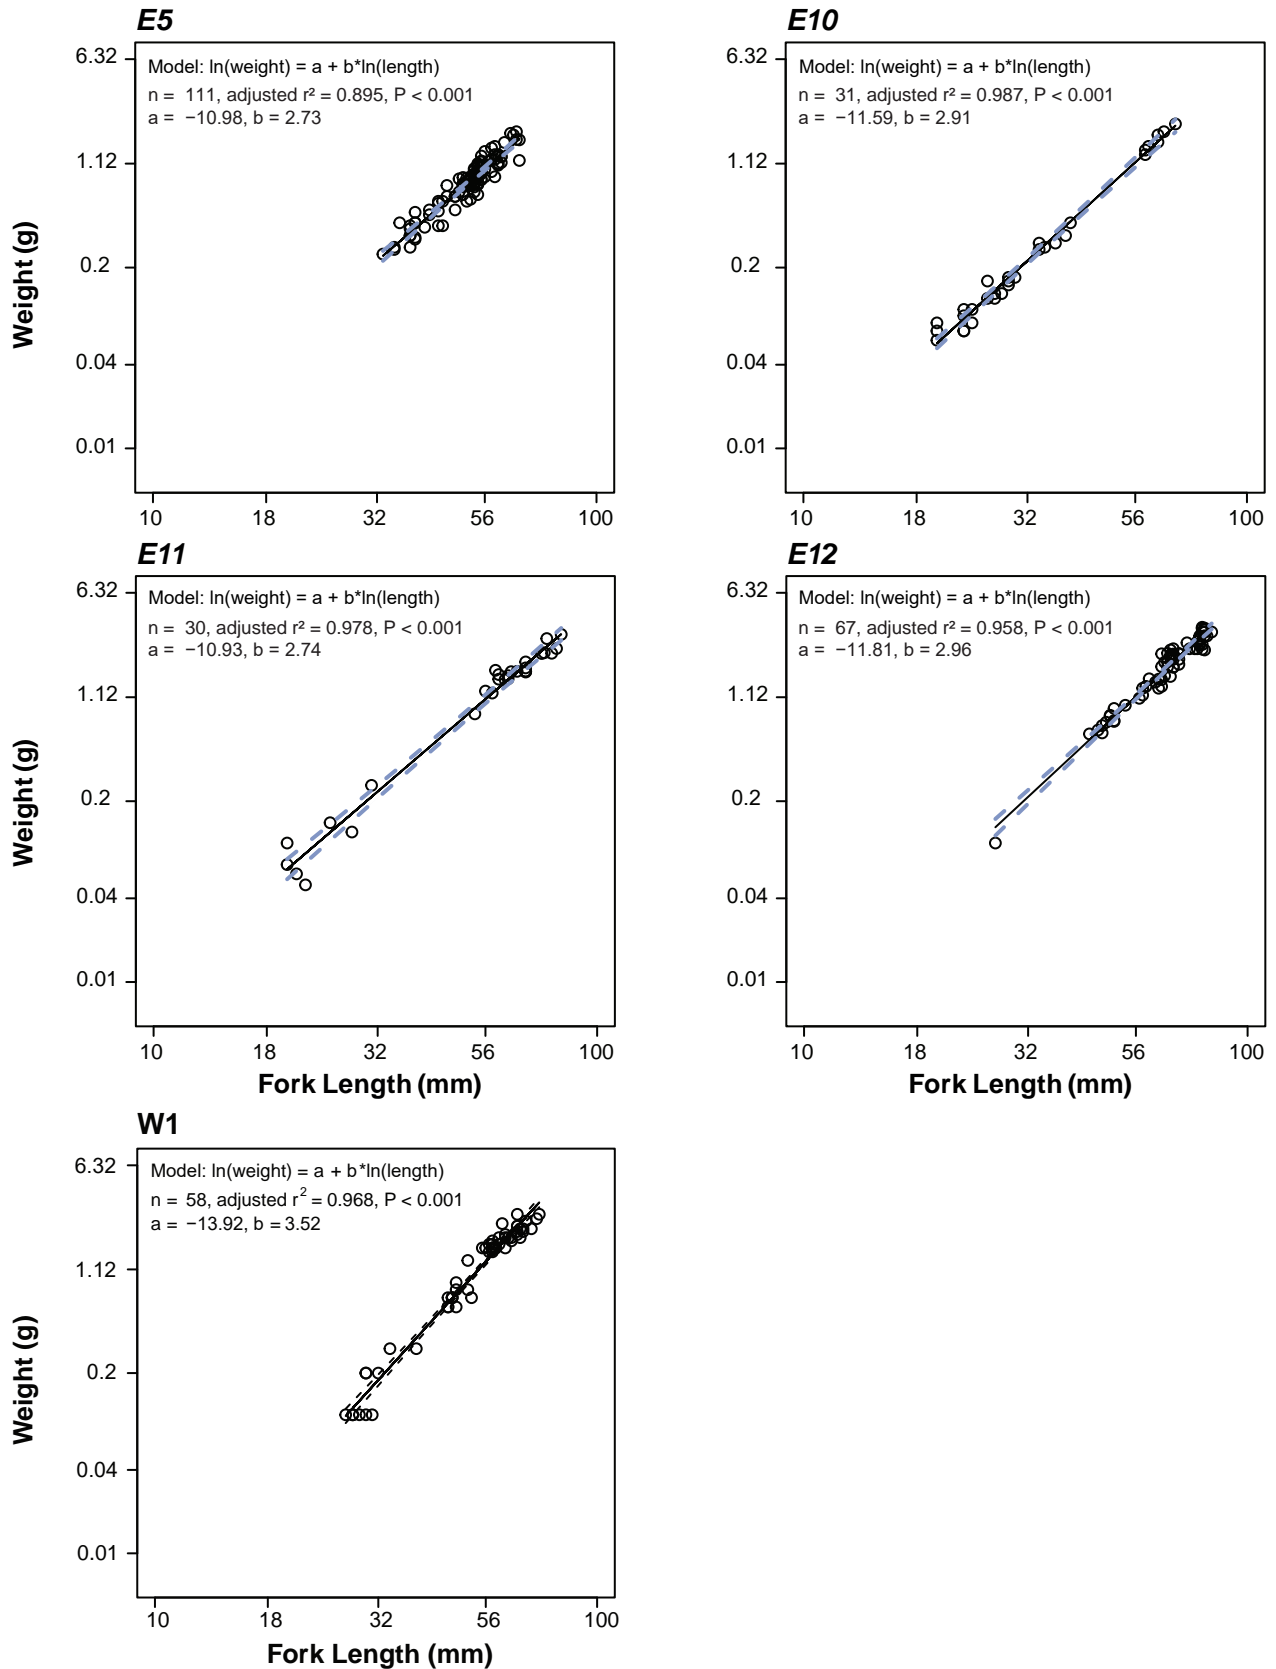 E5
Model: ln(weight) = a + b*ln(length)
n = 111, adjusted r² = 0.895, P < 0.001
a = −10.98, b = 2.73
6.32
1.12
0.2
0.04
0.01
Weight (g)
10 18 32 56 100
E10
Model: ln(weight) = a + b*ln(length)
n = 31, adjusted r² = 0.987, P < 0.001
a = −11.59, b = 2.91
6.32
1.12
0.2
0.04
0.01
10 18 32 56 100
E11
Model: ln(weight) = a + b*ln(length)
n = 30, adjusted r² = 0.978, P < 0.001
a = −10.93, b = 2.74
6.32
1.12
0.2
0.04
0.01
Weight (g)
10 18 32 56 100
Fork Length (mm)
E12
Model: ln(weight) = a + b*ln(length)
n = 67, adjusted r² = 0.958, P < 0.001
a = −11.81, b = 2.96
6.32
1.12
0.2
0.04
0.01
10 18 32 56 100
Fork Length (mm)
W1
Model: ln(weight) = a + b*ln(length)
n = 58, adjusted r² = 0.968, P < 0.001
a = −13.92, b = 3.52
6.32
1.12
0.2
0.04
0.01
Weight (g)
10 18 32 56 100
Fork Length (mm)